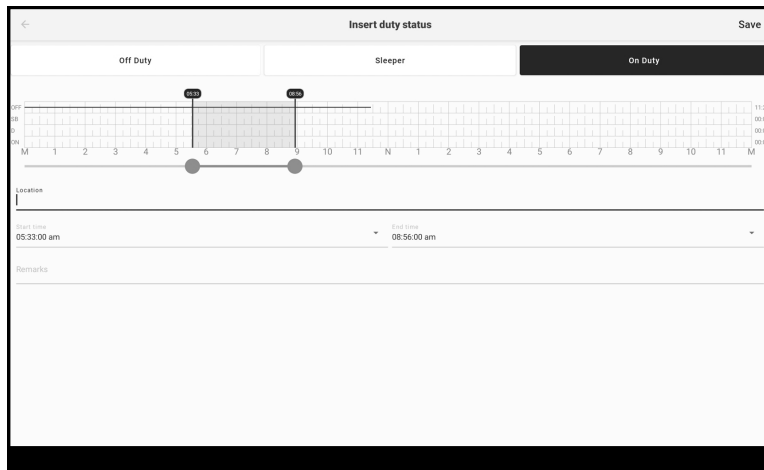 Insert duty status
Save
Off Duty
Sleeper
On Duty
05:33
08:56
OFF
SB
D
ON
M 1 2 3 4 5 6 7 8 9 10 11 N 1 2 3 4 5 6 7 8 9 10 11 M
Location
Start time
05:33:00 am
End time
08:56:00 am
Remarks